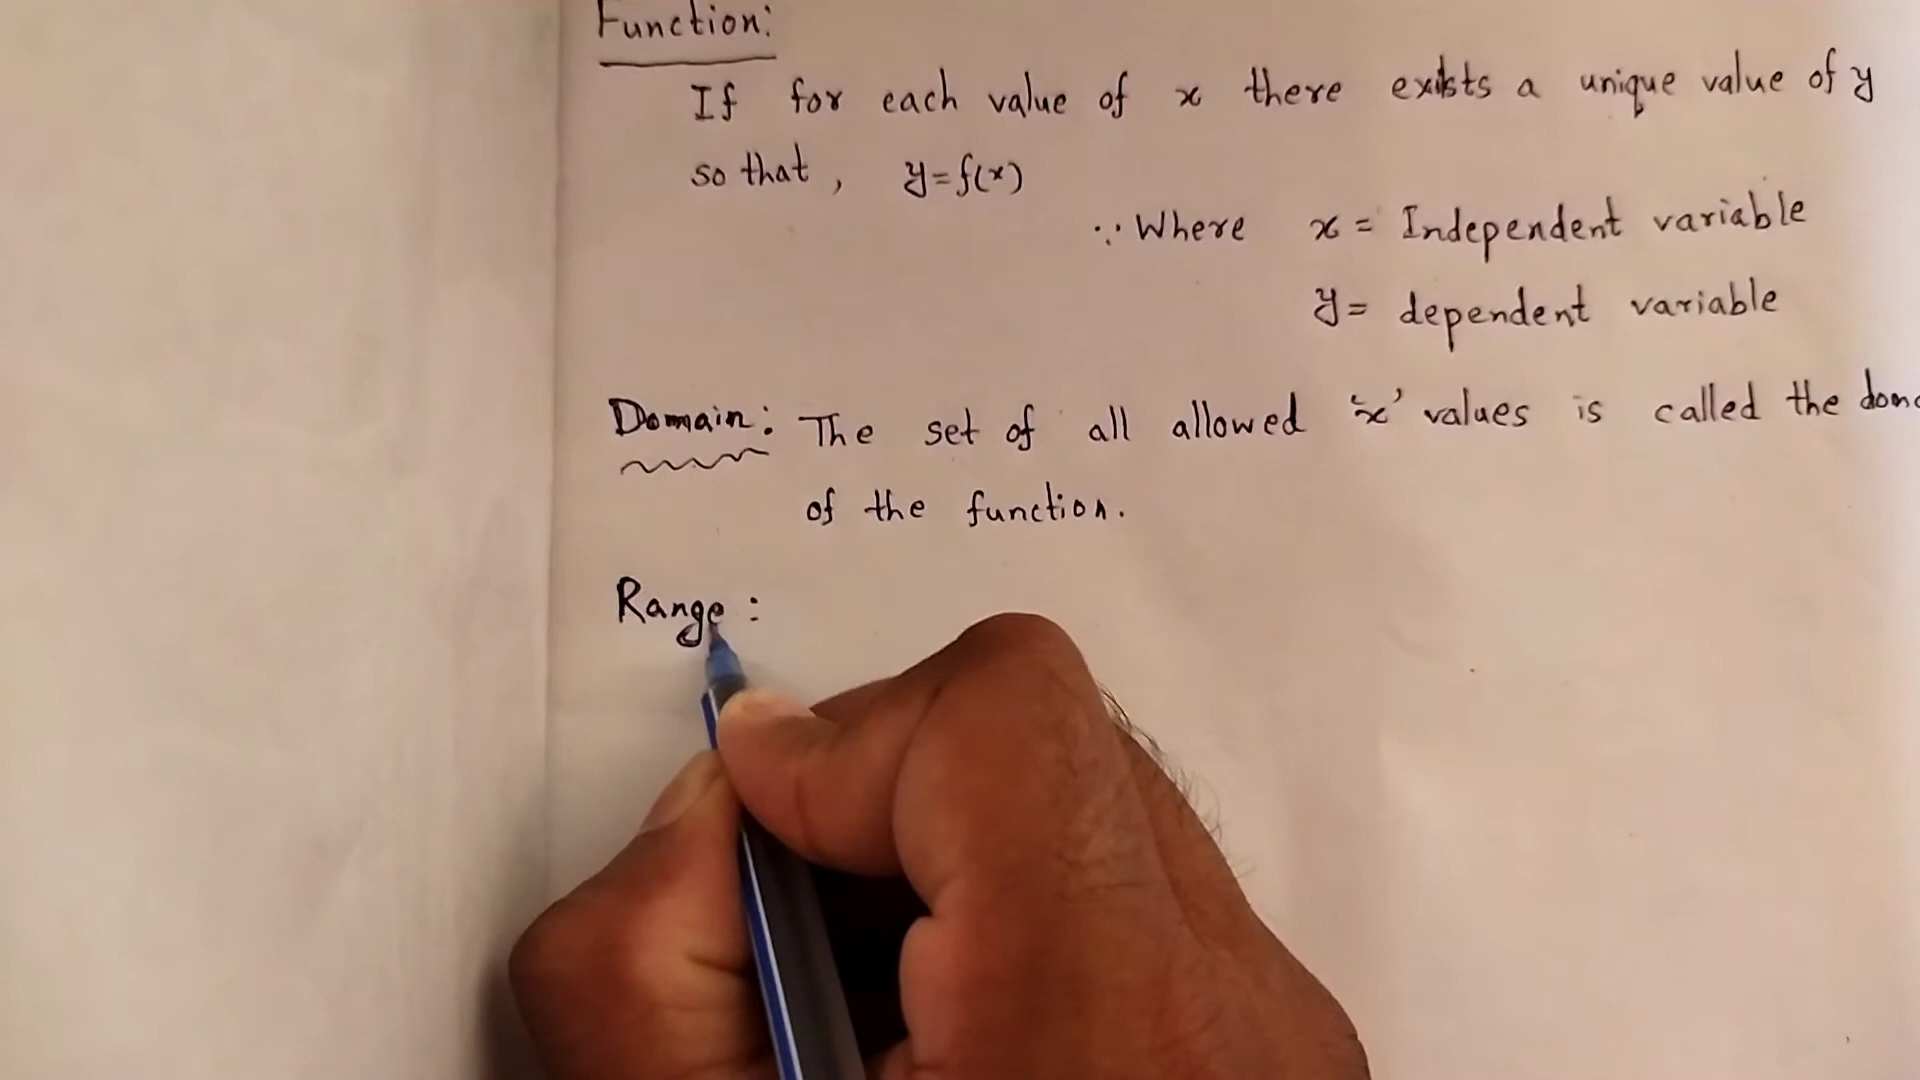 Function:
If for each value of x there exists a unique value of y
so that, y=f(x)
∵ Where x = Independent variable
y = dependent variable
Domain: The set of all allowed 'x' values is called the
of the function.
Range: